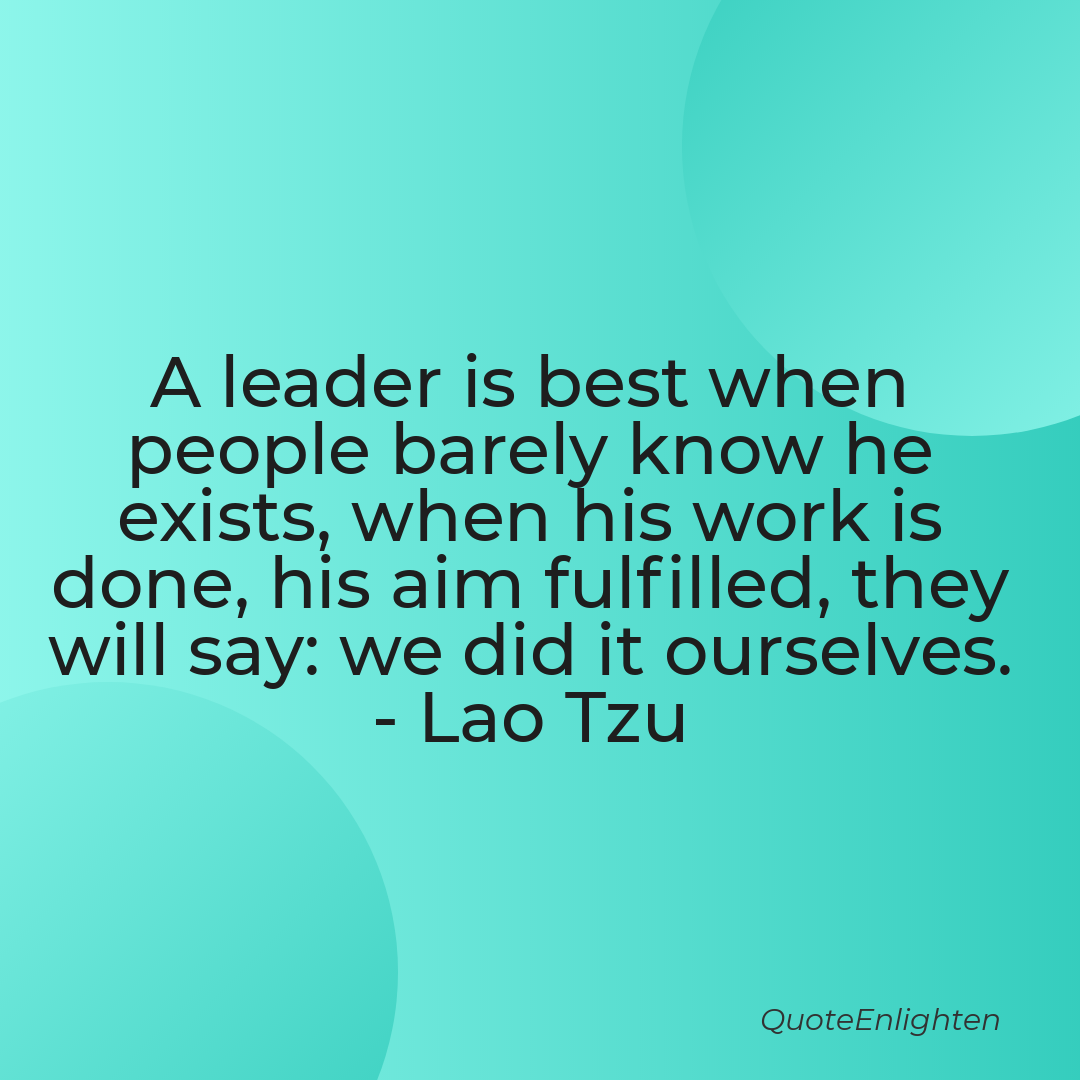 A leader is best when
people barely know he
exists, when his work is
done, his aim fulfilled, they
will say: we did it ourselves.
- Lao Tzu
QuoteEnlighten